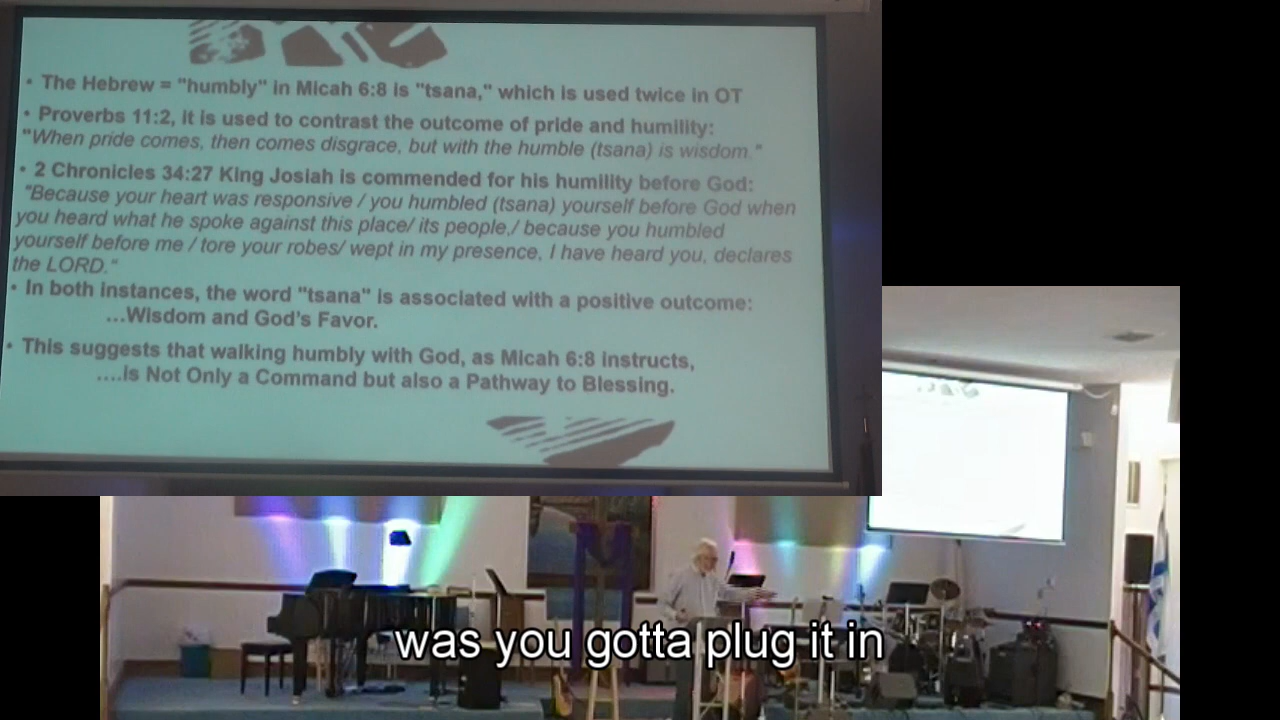 • The Hebrew = "humbly" in Micah 6:8 is "tsana," which is used twice in OT
• Proverbs 11:2, it is used to contrast the outcome of pride and humility:
"When pride comes, then comes disgrace, but with the humble (tsana) is wisdom."
• 2 Chronicles 34:27 King Josiah is commended for his humility before God:
"Because your heart was responsive / you humbled (tsana) yourself before God when
you heard what he spoke against this place/ its people,/ because you humbled
yourself before me / tore your robes/ wept in my presence, I have heard you, declares
the LORD."
• In both instances, the word "tsana" is associated with a positive outcome:
...Wisdom and God's Favor.
• This suggests that walking humbly with God, as Micah 6:8 instructs,
....is Not Only a Command but also a Pathway to Blessing.
was you gotta plug it in